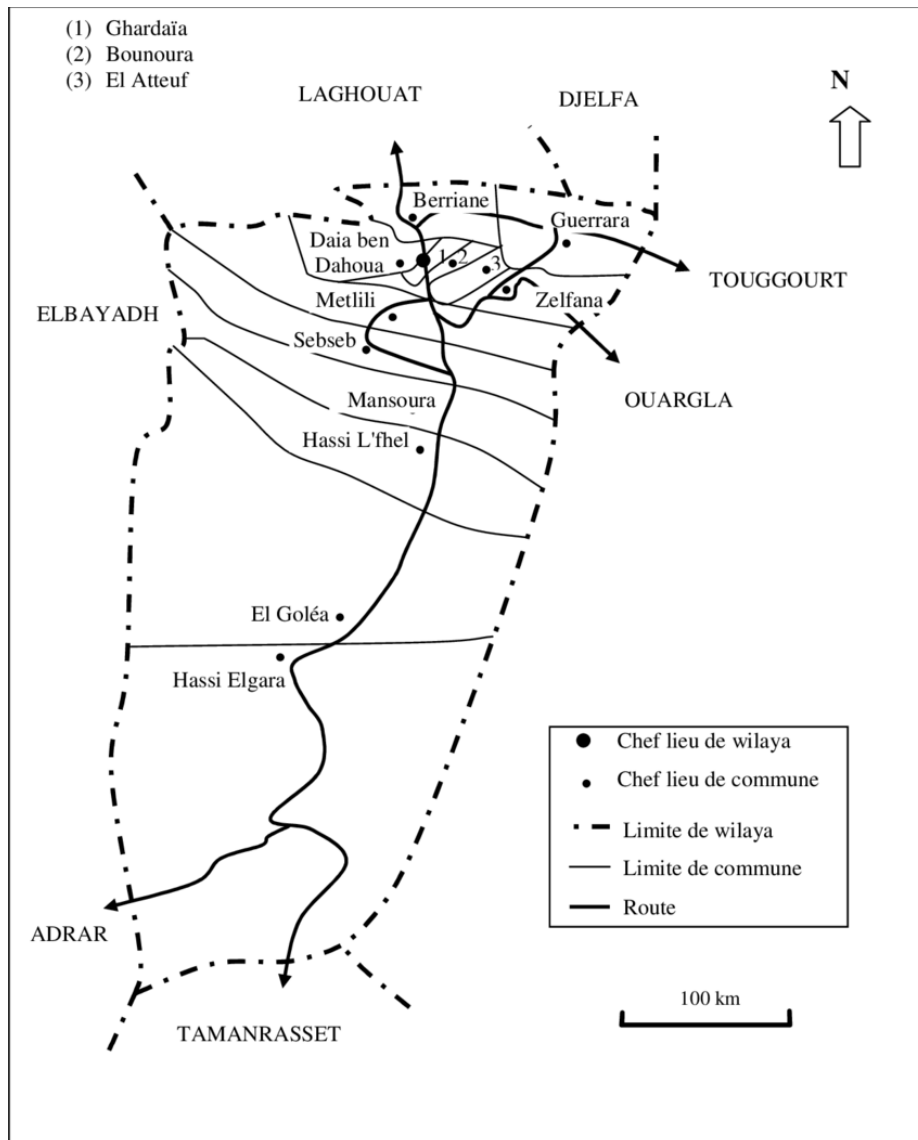 (1) Ghardaïa
(2) Bounoura
(3) El Atteuf
LAGHOUAT
DJELFA
N
Berriane
Guerrara
Daia ben
Dahoua
1
2
3
TOUGGOURT
Metlili
Zelfana
ELBAYADH
Sebseb
OUARGLA
Mansoura
Hassi L'fhel
El Goléa
Hassi Elgara
Chef lieu de wilaya
Chef lieu de commune
Limite de wilaya
Limite de commune
Route
ADRAR
100 km
TAMANRASSET